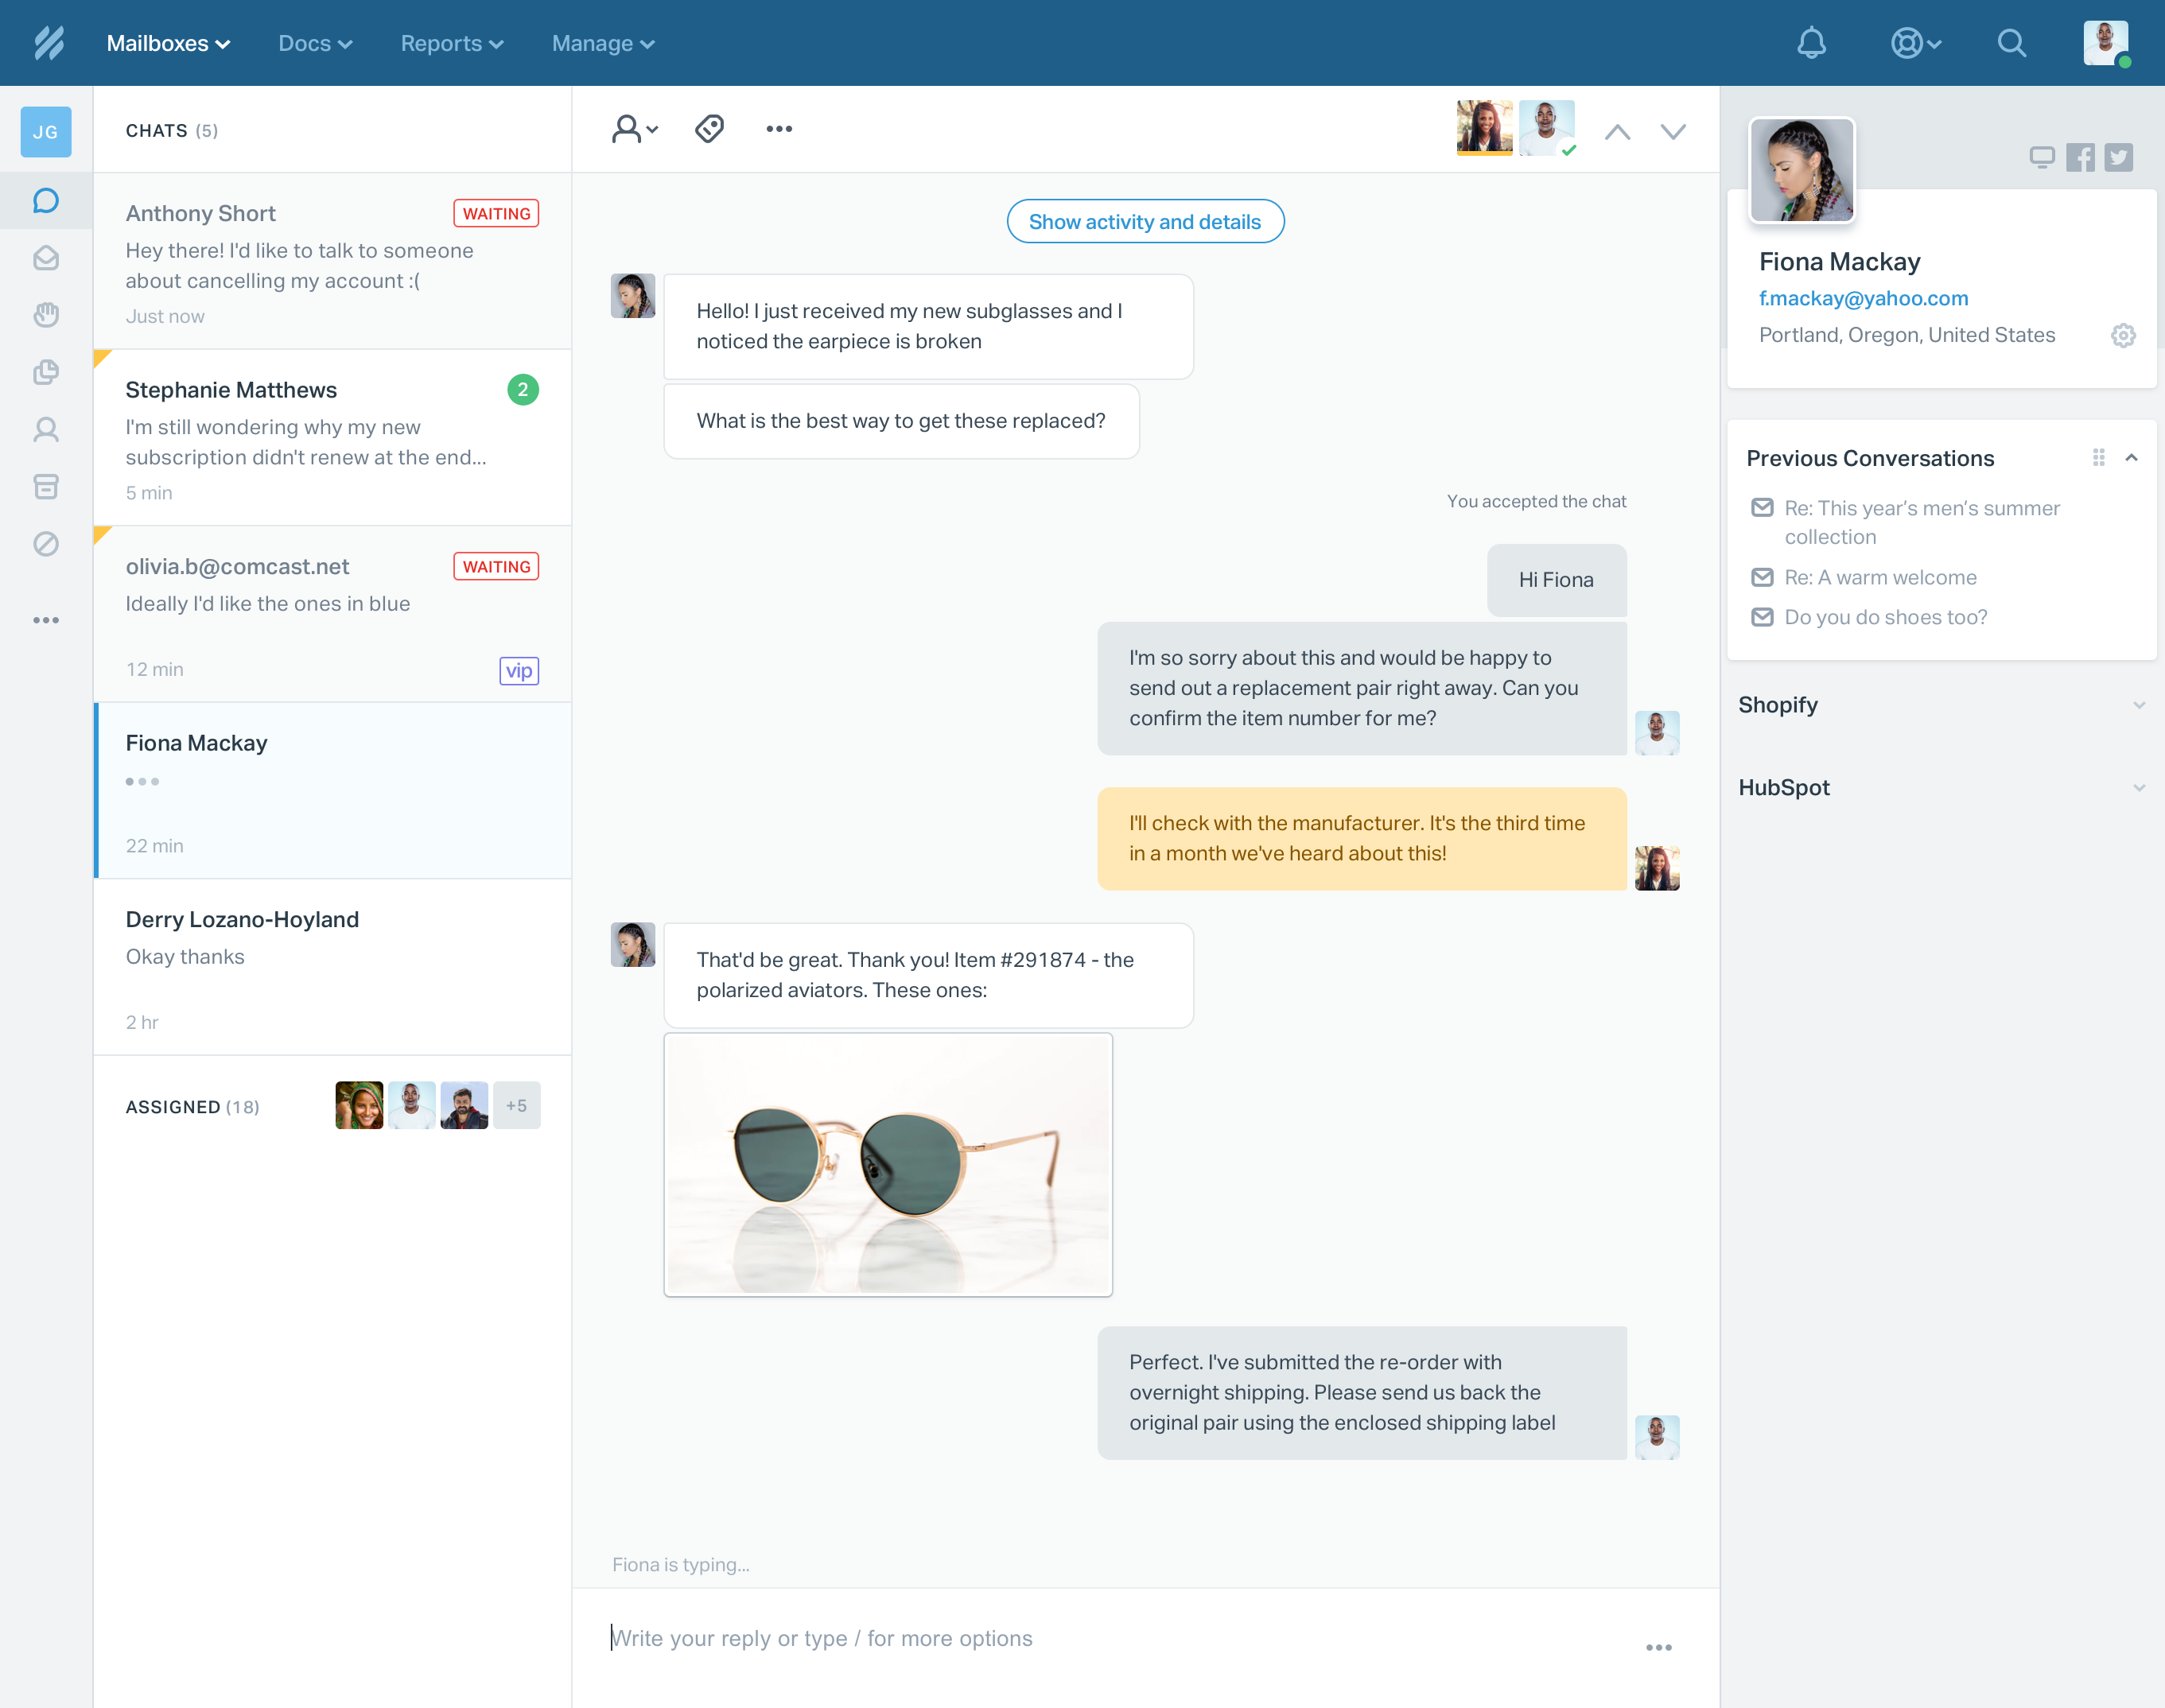 Mailboxes
Docs
Reports
Manage
JG
CHATS (5)
Anthony Short
WAITING
Hey there! I'd like to talk to someone
about cancelling my account :(
Just now
Stephanie Matthews
2
I'm still wondering why my new
subscription didn't renew at the end...
5 min
olivia.b@comcast.net
WAITING
Ideally I'd like the ones in blue
12 min
vip
Fiona Mackay
22 min
Derry Lozano-Hoyland
Okay thanks
2 hr
ASSIGNED (18)
+5
Show activity and details
Hello! I just received my new subglasses and I
noticed the earpiece is broken
What is the best way to get these replaced?
You accepted the chat
Hi Fiona
I'm so sorry about this and would be happy to
send out a replacement pair right away. Can you
confirm the item number for me?
I'll check with the manufacturer. It's the third time
in a month we've heard about this!
That'd be great. Thank you! Item #291874 - the
polarized aviators. These ones:
Perfect. I've submitted the re-order with
overnight shipping. Please send us back the
original pair using the enclosed shipping label
Fiona is typing...
Write your reply or type / for more options
Fiona Mackay
f.mackay@yahoo.com
Portland, Oregon, United States
Previous Conversations
Re: This year’s men’s summer
collection
Re: A warm welcome
Do you do shoes too?
Shopify
HubSpot